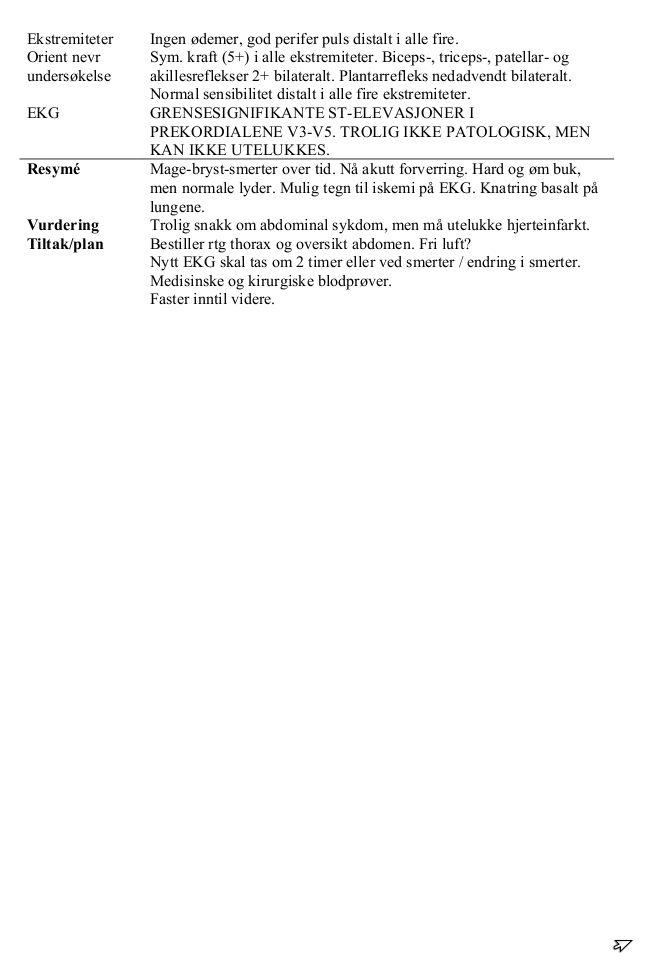 Ekstremiteter Ingen ødemer, god perifer puls distalt i alle fire.
Orient nevr Sym. kraft (5+) i alle ekstremiteter. Biceps-, triceps-, patellar- og
undersøkelse akillesreflekser 2+ bilateralt. Plantarrefleks nedadvendt bilateralt.
Normal sensibilitet distalt i alle fire ekstremiteter.
EKG GRENSESIGNIFIKANTE ST-ELEVASJONER I
PREKORDIALENE V3-V5. TROLIG IKKE PATOLOGISK, MEN
KAN IKKE UTELUKKES.
Resymé Mage-bryst-smerter over tid. Nå akutt forverring. Hard og øm buk,
men normale lyder. Mulig tegn til iskemi på EKG. Knatring basalt på
lungene.
Vurdering Trolig snakk om abdominal sykdom, men må utelukke hjerteinfarkt.
Tiltak/plan Bestiller rtg thorax og oversikt abdomen. Fri luft?
Nytt EKG skal tas om 2 timer eller ved smerter / endring i smerter.
Medisinske og kirurgiske blodprøver.
Faster inntil videre.